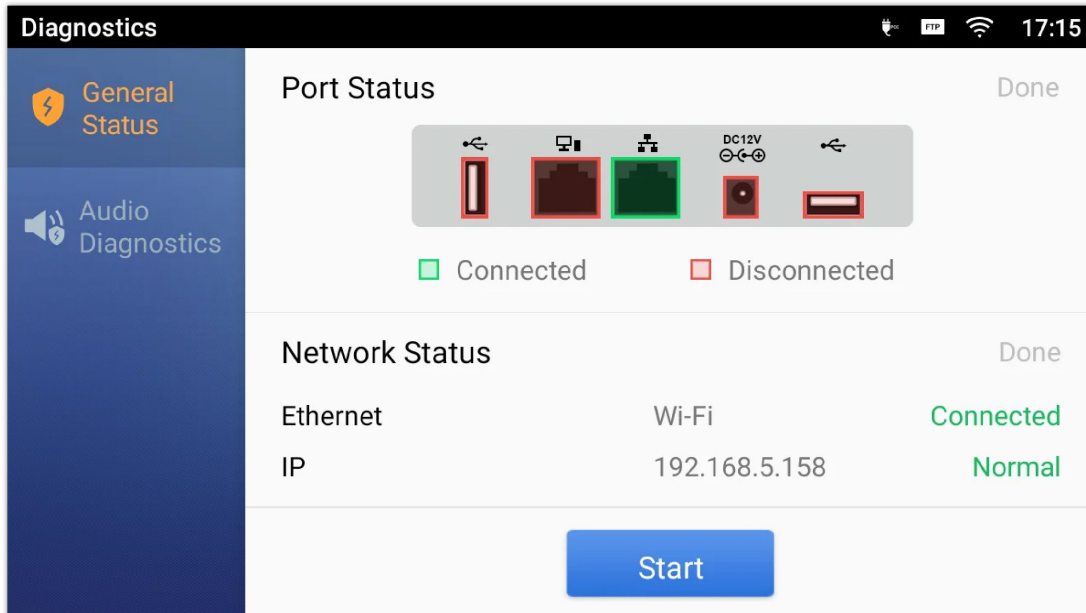 Diagnostics
FTP
17:15
General
Status
Audio
Diagnostics
Port Status
Done
DC12V
Connected
Disconnected
Network Status
Done
Ethernet
Wi-Fi
Connected
IP
192.168.5.158
Normal
Start